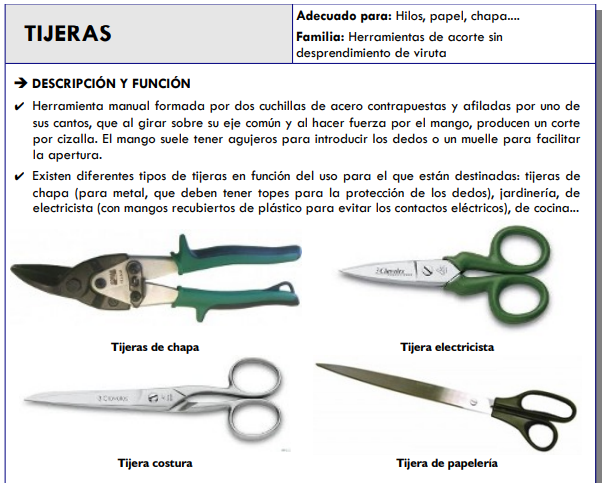 TIJERAS
Adecuado para: Hilos, papel, chapa....
Familia: Herramientas de acorte sin
desprendimiento de viruta
➔ DESCRIPCIÓN Y FUNCIÓN
✔ Herramienta manual formada por dos cuchillas de acero contrapuestas y afiladas por uno de
sus cantos, que al girar sobre su eje común y al hacer fuerza por el mango, producen un corte
por cizalla. El mango suele tener agujeros para introducir los dedos o un muelle para facilitar
la apertura.
✔ Existen diferentes tipos de tijeras en función del uso para el que están destinadas: tijeras de
chapa (para metal, que deben tener topes para la protección de los dedos), jardinería, de
electricista (con mangos recubiertos de plástico para evitar los contactos eléctricos), de cocina...
Tijeras de chapa
Tijera electricista
Tijera costura
Tijera de papelería